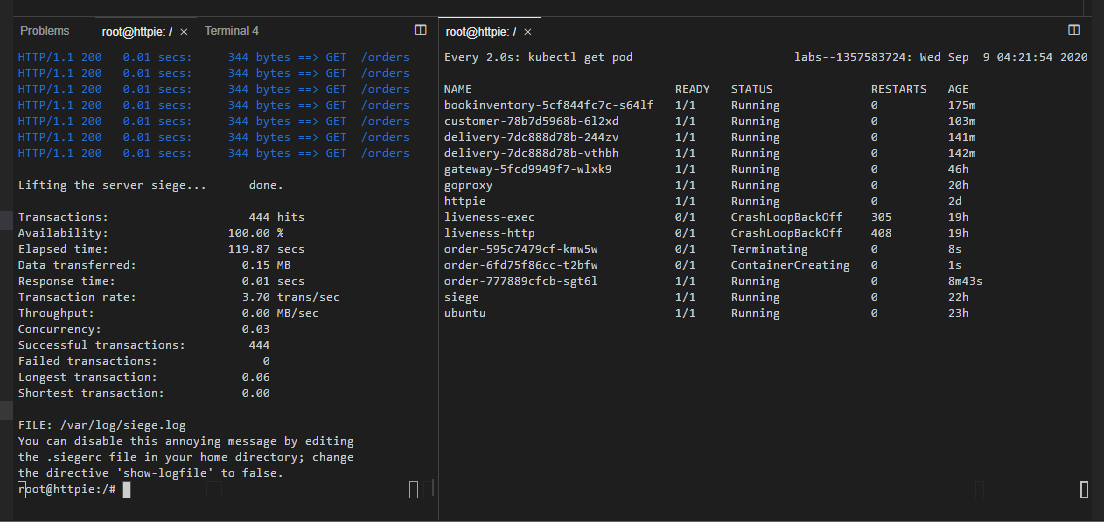 Problems root@httpie: / × Terminal 4
HTTP/1.1 200 0.01 secs: 344 bytes ==> GET /orders
HTTP/1.1 200 0.01 secs: 344 bytes ==> GET /orders
HTTP/1.1 200 0.01 secs: 344 bytes ==> GET /orders
HTTP/1.1 200 0.01 secs: 344 bytes ==> GET /orders
HTTP/1.1 200 0.01 secs: 344 bytes ==> GET /orders
HTTP/1.1 200 0.01 secs: 344 bytes ==> GET /orders
HTTP/1.1 200 0.01 secs: 344 bytes ==> GET /orders
Lifting the server siege... done.
Transactions: 444 hits
Availability: 100.00 %
Elapsed time: 119.87 secs
Data transferred: 0.15 MB
Response time: 0.01 secs
Transaction rate: 3.70 trans/sec
Throughput: 0.00 MB/sec
Concurrency: 0.03
Successful transactions: 444
Failed transactions: 0
Longest transaction: 0.06
Shortest transaction: 0.00
FILE: /var/log/siege.log
You can disable this annoying message by editing
the .siegerc file in your home directory; change
the directive 'show-logfile' to false.
root@httpie:/#
root@httpie: / ×
Every 2.0s: kubectl get pod labs--1357583724: Wed Sep 9 04:21:54 2020
NAME READY STATUS RESTARTS AGE
bookinventory-5cf844fc7c-s64lf 1/1 Running 0 175m
customer-78b7d5968b-6l2xd 1/1 Running 0 103m
delivery-7dc888d78b-244zv 1/1 Running 0 141m
delivery-7dc888d78b-vthbh 1/1 Running 0 142m
gateway-5fcd9949f7-wlxk9 1/1 Running 0 46h
goproxy 1/1 Running 0 20h
httpie 1/1 Running 0 2d
liveness-exec 0/1 CrashLoopBackOff 305 19h
liveness-http 0/1 CrashLoopBackOff 408 19h
order-595c7479cf-kmw5w 0/1 Terminating 0 8s
order-6fd75f86cc-t2bfw 0/1 ContainerCreating 0 1s
order-777889cfcb-sgt6l 1/1 Running 0 8m43s
siege 1/1 Running 0 22h
ubuntu 1/1 Running 0 23h